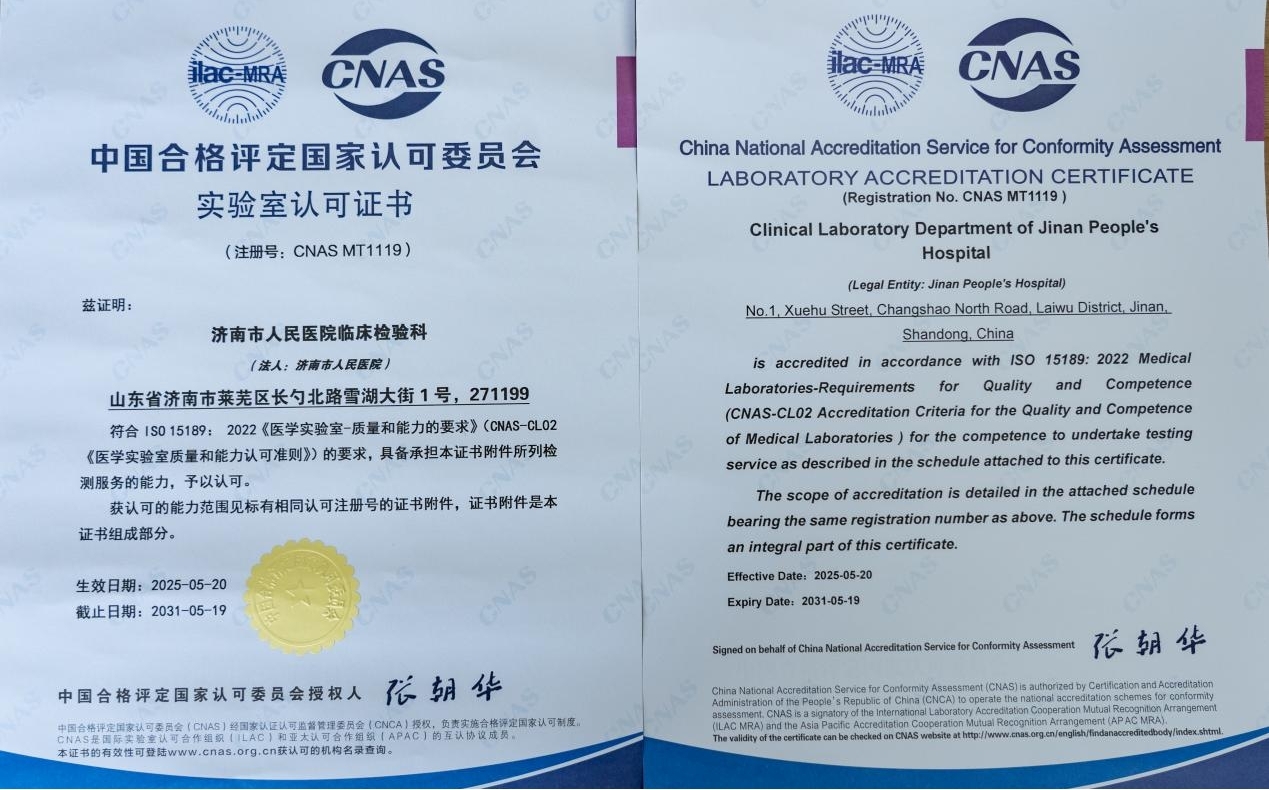 ilac-MRA
CNAS
中国合格评定国家认可委员会
实验室认可证书
（注册号：CNAS MT1119）
兹证明：
济南市人民医院临床检验科
（法人：济南市人民医院）
山东省济南市莱芜区长勺北路雪湖大街1号，271199
符合 ISO 15189：2022《医学实验室-质量和能力的要求》（CNAS-CL02
《医学实验室质量和能力认可准则》）的要求，具备承担本证书附件所列检
测服务的能力，予以认可。
获认可的能力范围见标有相同认可注册号的证书附件，证书附件是本
证书组成部分。
生效日期：2025-05-20
截止日期：2031-05-19
中国合格评定国家认可委员会授权人 张朝华
中国合格评定国家认可委员会（CNAS）经国家认证认可监督管理委员会（CNCA）授权，负责实施合格评定国家认可制度。
CNAS是国际实验室认可合作组织（ILAC）和亚太认可合作组织（APAC）的互认协议成员。
本证书的有效性可登陆www.cnas.org.cn获认可的机构名录查询。
ilac-MRA
CNAS
China National Accreditation Service for Conformity Assessment
LABORATORY ACCREDITATION CERTIFICATE
(Registration No. CNAS MT1119 )
Clinical Laboratory Department of Jinan People's
Hospital
(Legal Entity: Jinan People's Hospital)
No.1, Xuehu Street, Changshao North Road, Laiwu District, Jinan,
Shandong, China
is accredited in accordance with ISO 15189: 2022 Medical
Laboratories-Requirements for Quality and Competence
(CNAS-CL02 Accreditation Criteria for the Quality and Competence
of Medical Laboratories ) for the competence to undertake testing
service as described in the schedule attached to this certificate.
The scope of accreditation is detailed in the attached schedule
bearing the same registration number as above. The schedule forms
an integral part of this certificate.
Effective Date: 2025-05-20
Expiry Date: 2031-05-19
Signed on behalf of China National Accreditation Service for Conformity Assessment 张朝华
China National Accreditation Service for Conformity Assessment (CNAS) is authorized by Certification and Accreditation
Administration of the People's Republic of China (CNCA) to operate the national accreditation schemes for conformity
assessment. CNAS is a signatory of the International Laboratory Accreditation Cooperation Mutual Recognition Arrangement
(ILAC MRA) and the Asia Pacific Accreditation Cooperation Mutual Recognition Arrangement (APAC MRA).
The validity of the certificate can be checked on CNAS website at http://www.cnas.org.cn/english/findanaccreditedbody/index.shtml.